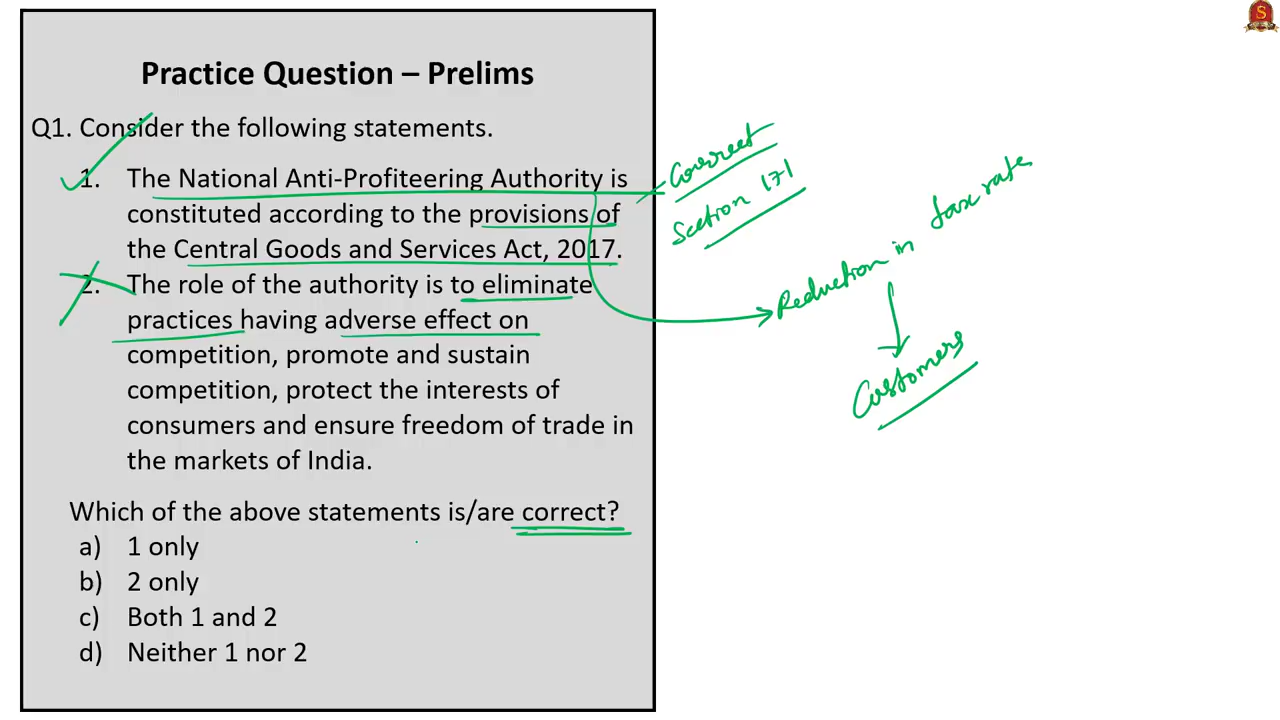 Practice Question – Prelims
Q1. Consider the following statements.
1. The National Anti-Profiteering Authority is
constituted according to the provisions of
the Central Goods and Services Act, 2017.
2. The role of the authority is to eliminate
practices having adverse effect on
competition, promote and sustain
competition, protect the interests of
consumers and ensure freedom of trade in
the markets of India.
Which of the above statements is/are correct?
a) 1 only
b) 2 only
c) Both 1 and 2
d) Neither 1 nor 2
Correct
Section 171
Reduction in tax rate
Customers
S